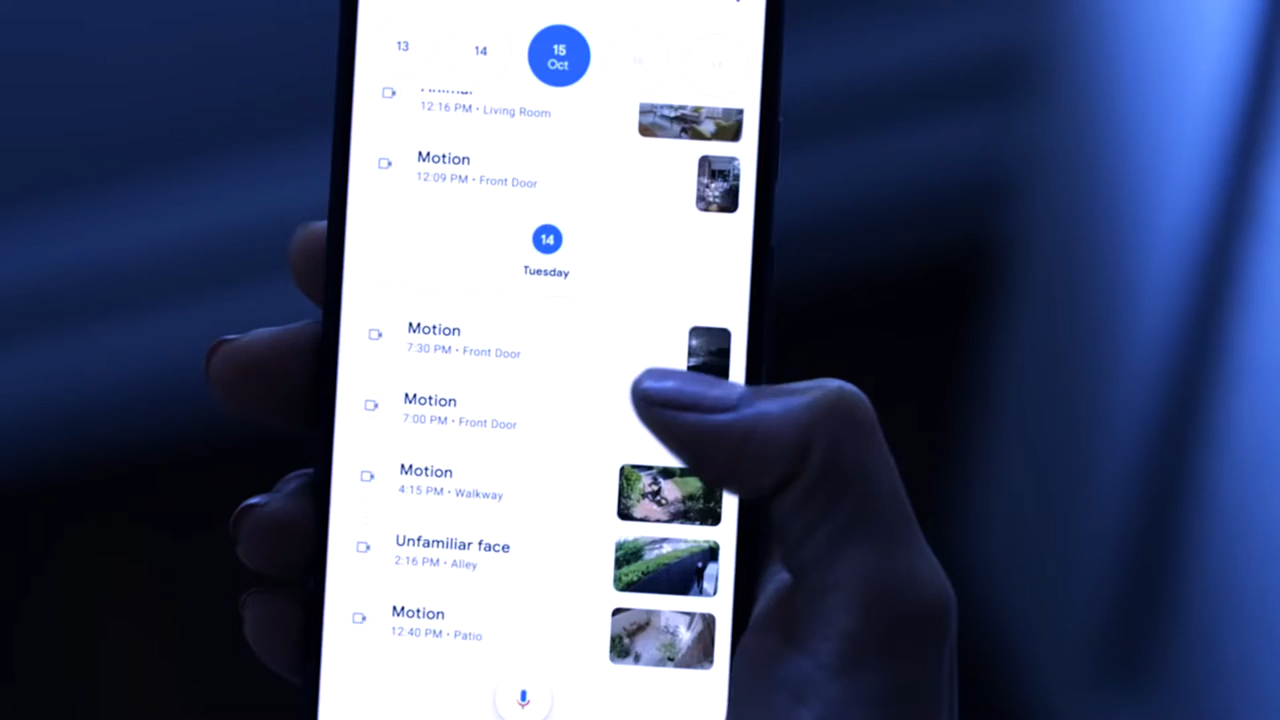 13 14 15
Oct
12:16 PM • Living Room
Motion
12:09 PM • Front Door
14
Tuesday
Motion
7:30 PM • Front Door
Motion
7:00 PM • Front Door
Motion
4:15 PM • Walkway
Unfamiliar face
2:16 PM • Alley
Motion
12:40 PM • Patio